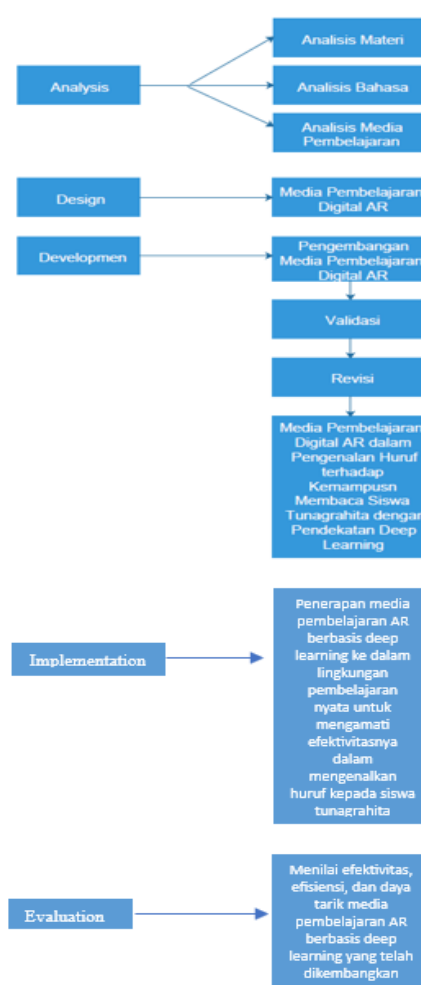 Analysis
Analisis Materi
Analisis Bahasa
Analisis Media
Pembelajaran
Design
Media Pembelajaran
Digital AR
Developmen
Pengembangan
Media Pembelajaran
Digital AR
Validasi
Revisi
Media Pembelajaran
Digital AR dalam
Pengenalan Huruf
terhadap
Kemampusn
Membaca Siswa
Tunagrahita dengan
Pendekatan Deep
Learning
Implementation
Penerapan media
pembelajaran AR
berbasis deep
learning ke dalam
lingkungan
pembelajaran
nyata untuk
mengamati
efektivitasnya
dalam
mengenalkan
huruf kepada siswa
tunagrahita
Evaluation
Menilai efektivitas,
efisiensi, dan daya
tarik media
pembelajaran AR
berbasis deep
learning yang telah
dikembangkan